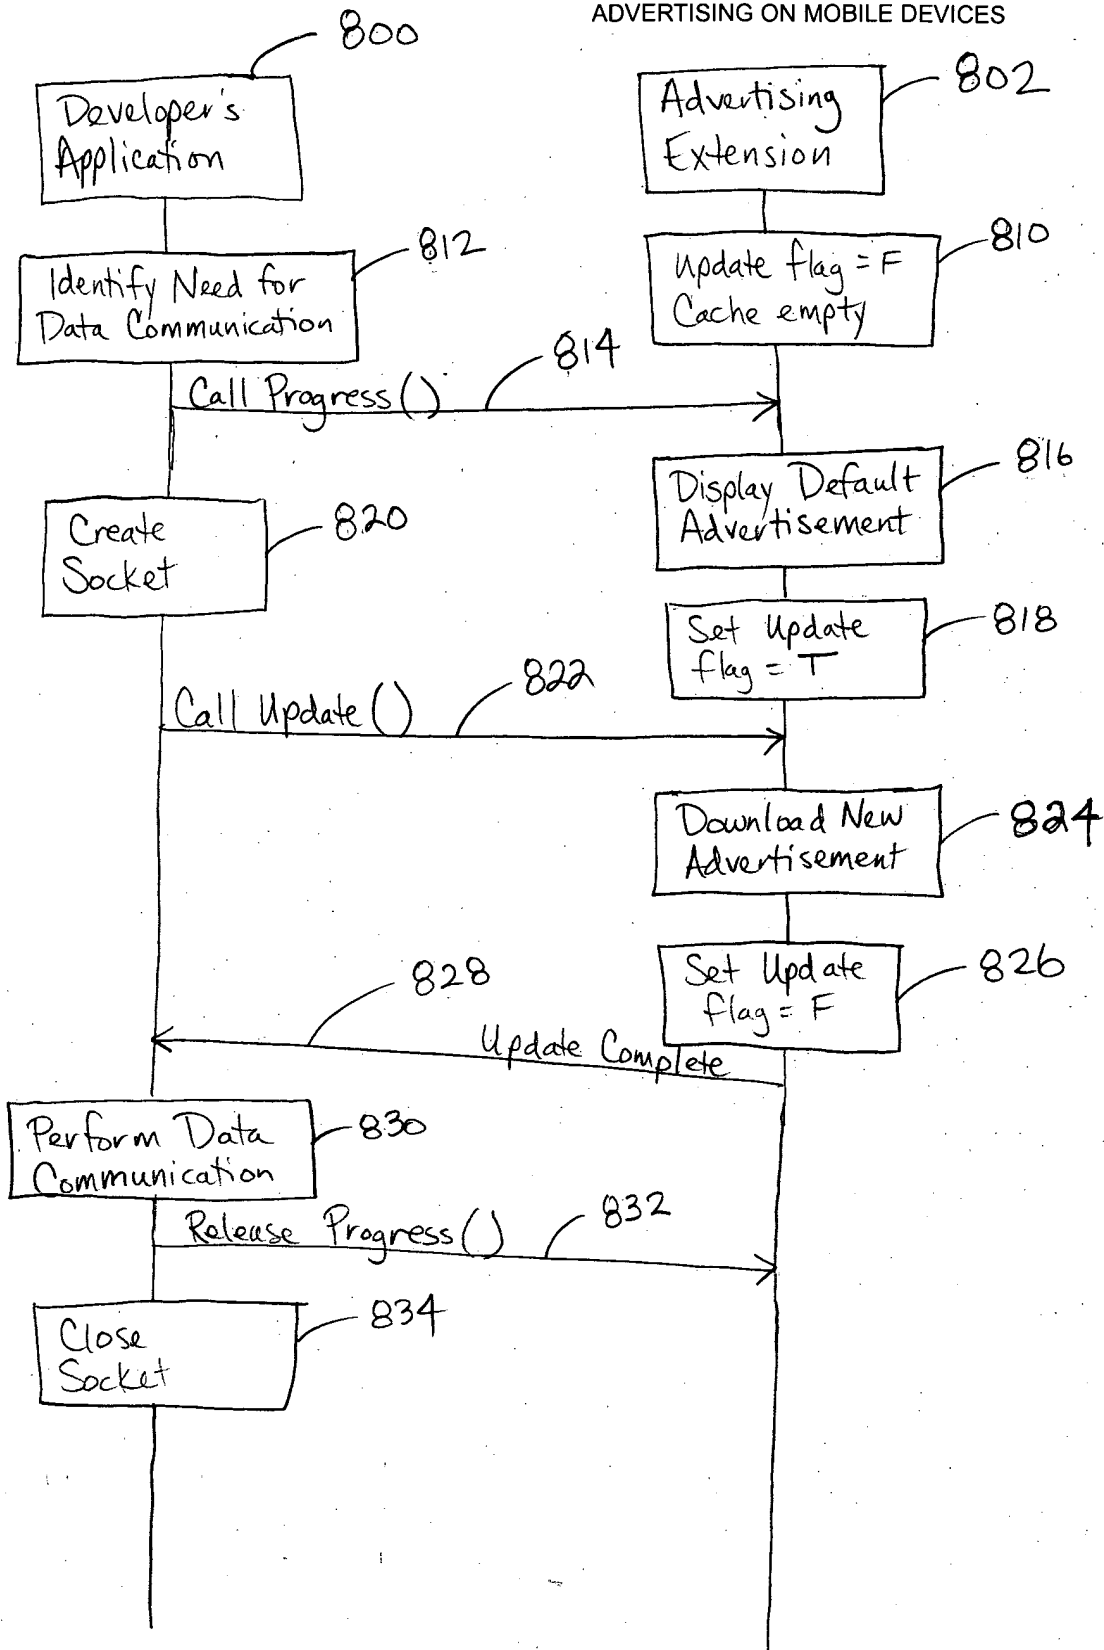 ADVERTISING ON MOBILE DEVICES
800
Developer's
Application
802
Advertising
Extension
812
Identify Need for
Data Communication
810
Update flag = F
Cache empty
814
Call Progress()
816
Display Default
Advertisement
820
Create
Socket
818
Set Update
flag = T
822
Call Update()
824
Download New
Advertisement
826
Set Update
flag = F
828
Update Complete
830
Perform Data
Communication
832
Release Progress()
834
Close
Socket